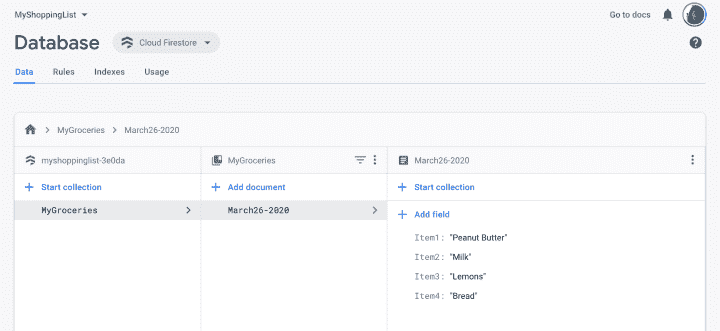 MyShoppingList
Go to docs
Database
Cloud Firestore
Data Rules Indexes Usage
MyGroceries March26-2020
myshoppinglist-3e0da
MyGroceries
March26-2020
+ Start collection
+ Add document
+ Start collection
MyGroceries
March26-2020
+ Add field
Item1: "Peanut Butter"
Item2: "Milk"
Item3: "Lemons"
Item4: "Bread"